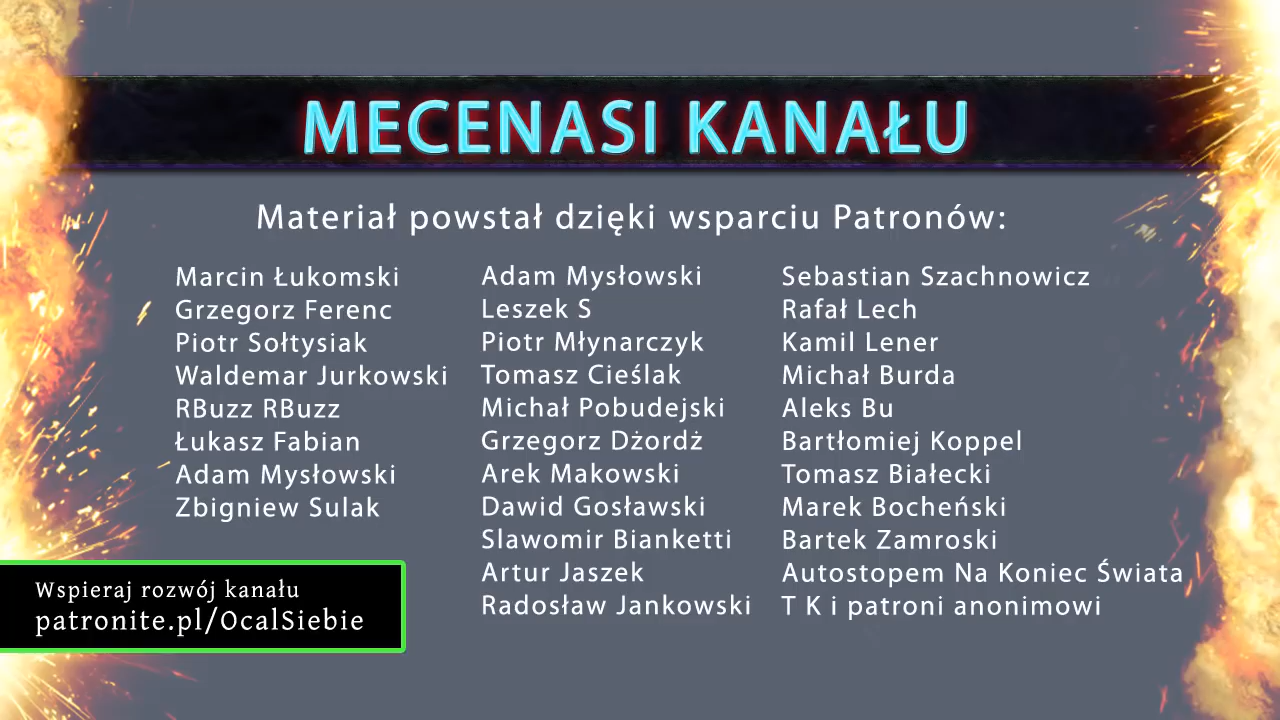 MECENASI KANAŁU
Materiał powstał dzięki wsparciu Patronów:
Marcin Łukomski
Grzegorz Ferenc
Piotr Sołtysiak
Waldemar Jurkowski
RBuzz RBuzz
Łukasz Fabian
Adam Mysłowski
Zbigniew Sulak
Adam Mysłowski
Leszek S
Piotr Młynarczyk
Tomasz Cieślak
Michał Pobudejski
Grzegorz Dżordż
Arek Makowski
Dawid Gosławski
Slawomir Bianketti
Artur Jaszek
Radosław Jankowski
Sebastian Szachnowicz
Rafał Lech
Kamil Lener
Michał Burda
Aleks Bu
Bartłomiej Koppel
Tomasz Białecki
Marek Bocheński
Bartek Zamroski
Autostopem Na Koniec Świata
T K i patroni anonimowi
Wspieraj rozwój kanału
patronite.pl/OcalSiebie